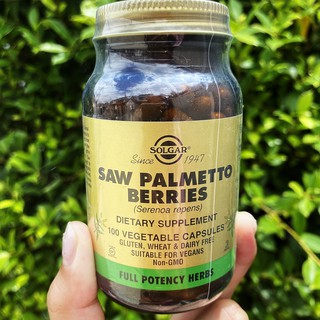 SOLGAR®
Since 1947
SAW PALMETTO
BERRIES
(Serenoa repens)
DIETARY SUPPLEMENT
100 VEGETABLE CAPSULES
GLUTEN, WHEAT & DAIRY FREE
SUITABLE FOR VEGANS
Non-GMO
FULL POTENCY HERBS